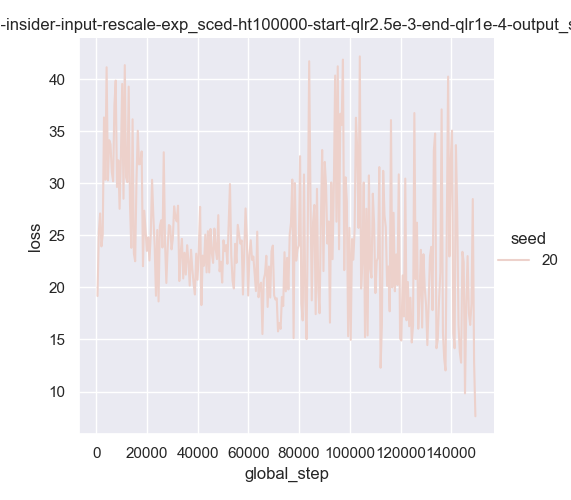 -insider-input-rescale-exp_sced-ht100000-start-qlr2.5e-3-end-qlr1e-4-output_s
40
35
30
25
20
15
10
loss
seed
20
0 20000 40000 60000 80000 100000 120000 140000
global_step